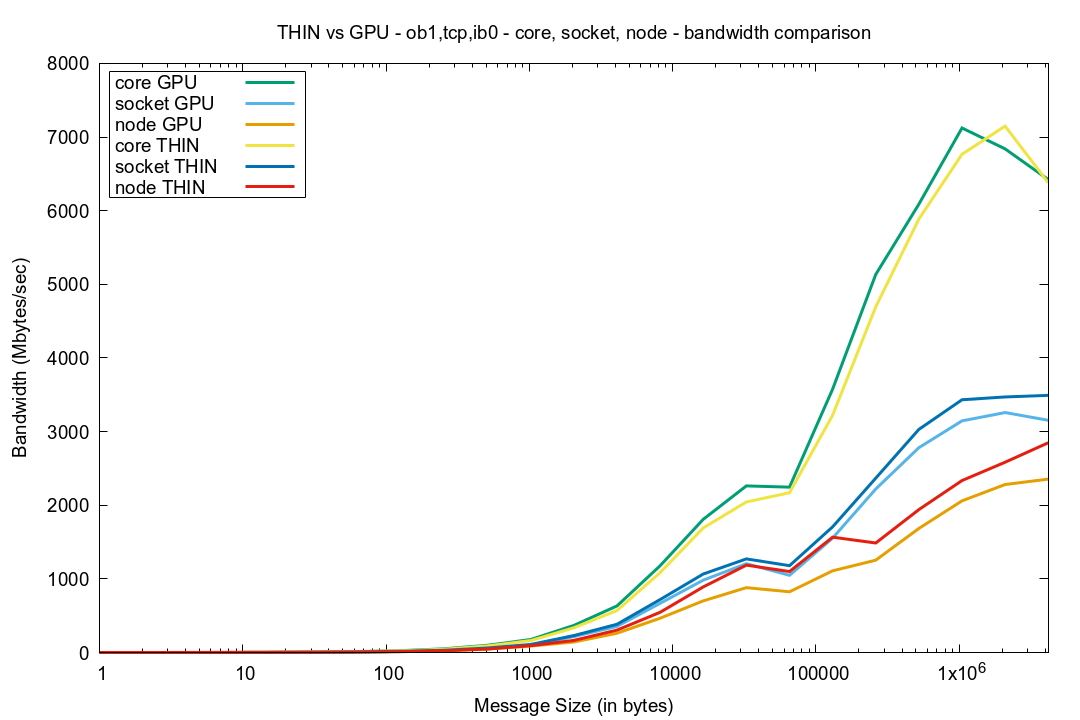 THIN vs GPU - ob1,tcp,ib0 - core, socket, node - bandwidth comparison
8000
7000
6000
5000
4000
3000
2000
1000
0
Bandwidth (Mbytes/sec)
core GPU
socket GPU
node GPU
core THIN
socket THIN
node THIN
1
10
100
1000
10000
100000
1x10⁶
Message Size (in bytes)